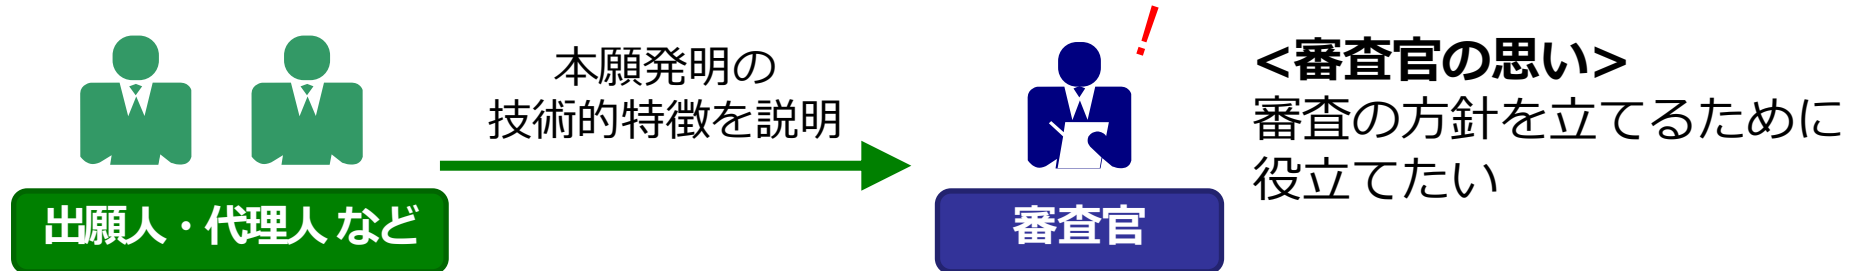 本願発明の
技術的特徴を説明
!
<審査官の思い>
審査の方針を立てるために
役立てたい
出願人・代理人 など
審査官